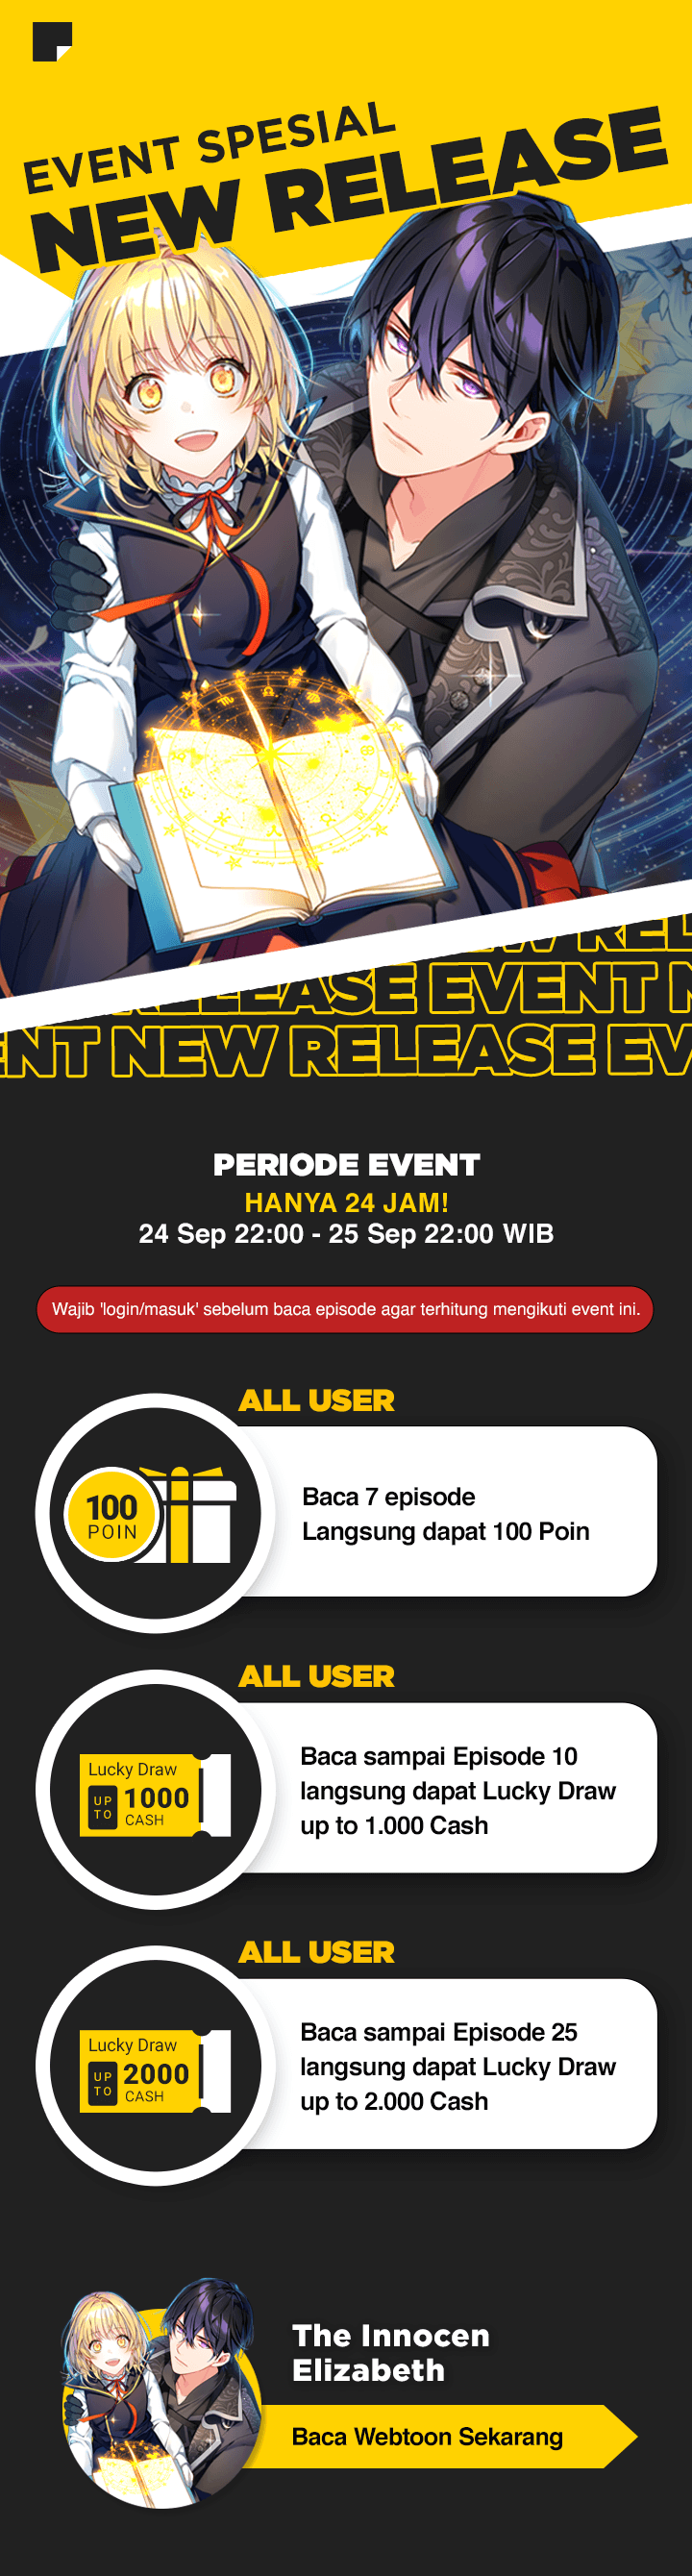 EVENT SPESIAL
NEW RELEASE
NEW REL
RELEASE EVENT N
ENT NEW RELEASE EV
PERIODE EVENT
HANYA 24 JAM!
24 Sep 22:00 - 25 Sep 22:00 WIB
Wajib 'login/masuk' sebelum baca episode agar terhitung mengikuti event ini.
ALL USER
100
POIN
Baca 7 episode
Langsung dapat 100 Poin
ALL USER
Lucky Draw
UP TO
1000
CASH
Baca sampai Episode 10
langsung dapat Lucky Draw
up to 1.000 Cash
ALL USER
Lucky Draw
UP TO
2000
CASH
Baca sampai Episode 25
langsung dapat Lucky Draw
up to 2.000 Cash
The Innocen
Elizabeth
Baca Webtoon Sekarang